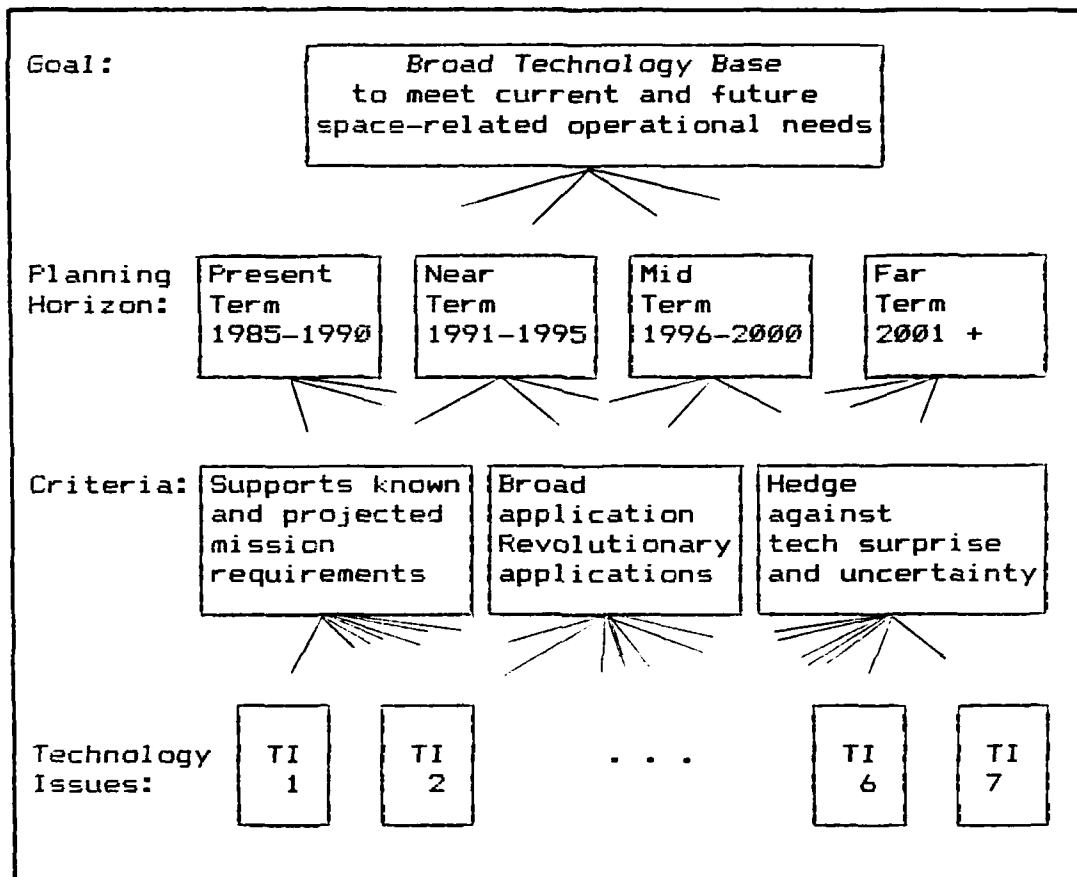 Goal:
Broad Technology Base
to meet current and future
space-related operational needs
Planning
Horizon:
Present
Term
1985-1990
Near
Term
1991-1995
Mid
Term
1996-2000
Far
Term
2001 +
Criteria:
Supports known
and projected
mission
requirements
Broad
application
Revolutionary
applications
Hedge
against
tech surprise
and uncertainty
Technology
Issues:
TI
1
TI
2
. . .
TI
6
TI
7